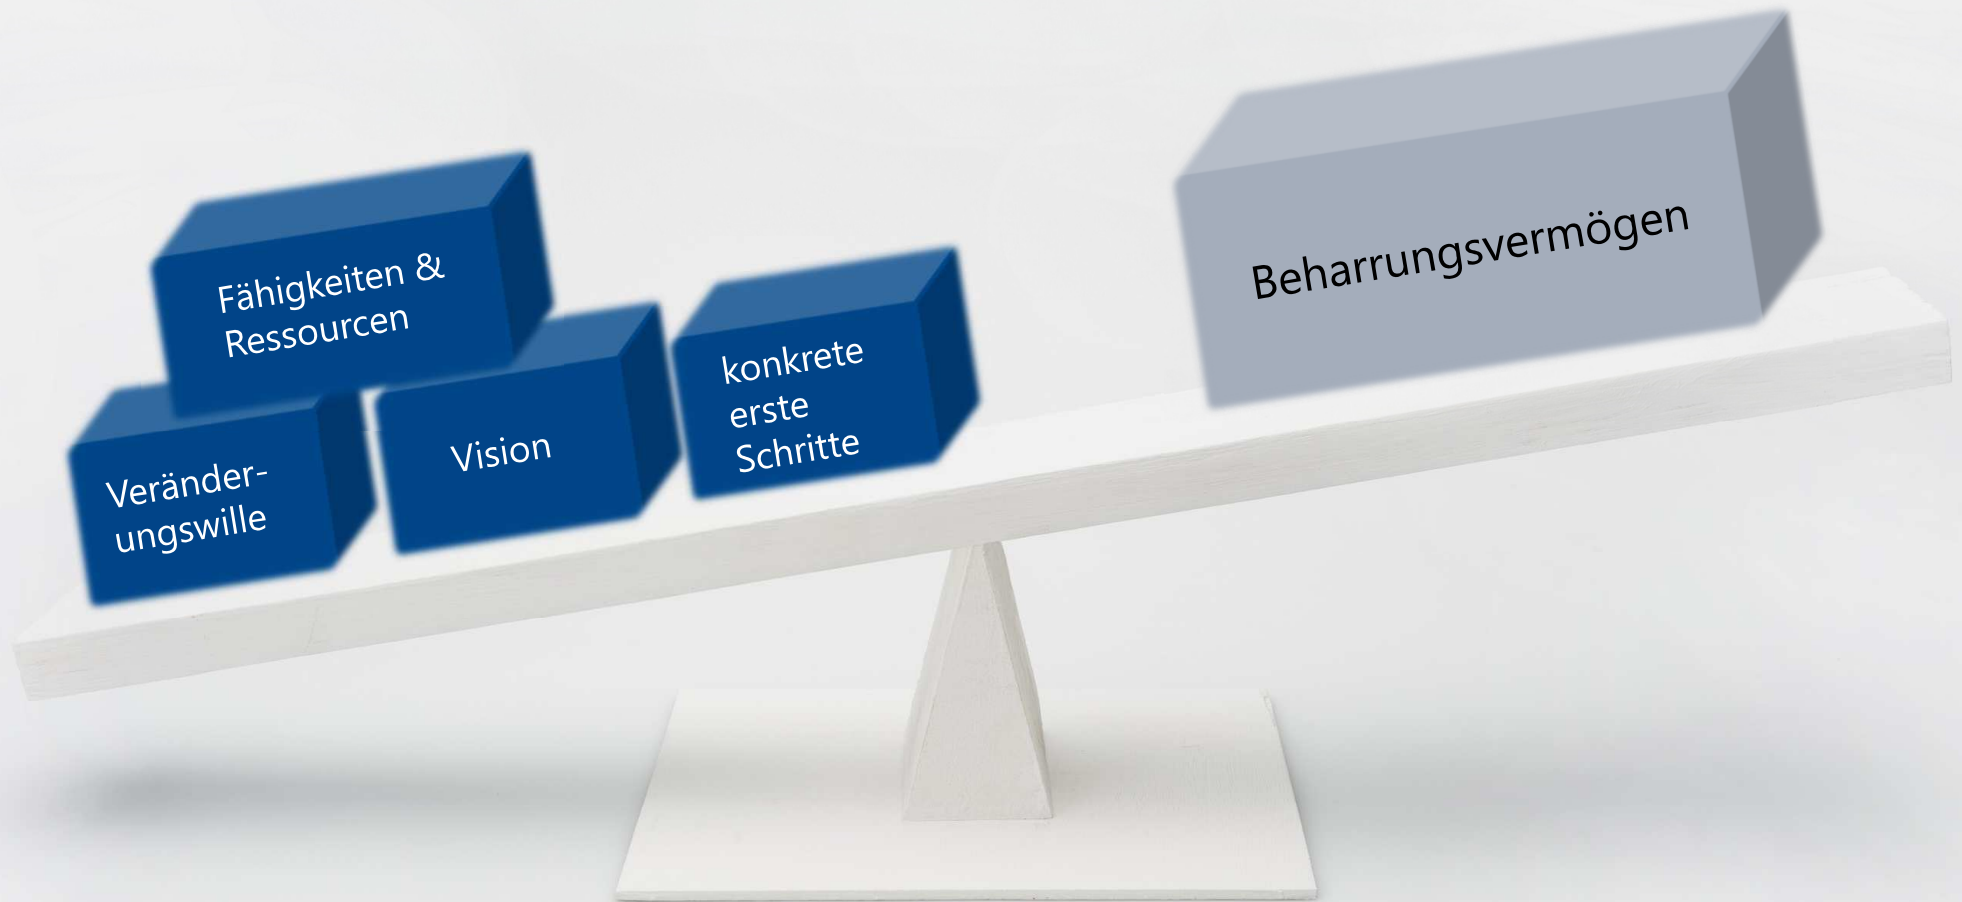 Fähigkeiten &
Ressourcen
Veränder-
ungswille
Vision
konkrete
erste
Schritte
Beharrungsvermögen